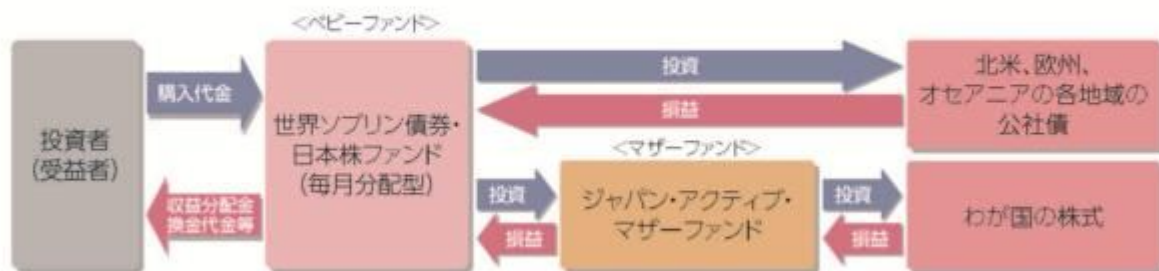 <ベビーファンド>
投資者
(受益者)
購入代金
収益分配金
換金代金等
世界ソブリン債券・
日本株ファンド
(毎月分配型)
投資
損益
北米、欧州、
オセアニアの各地域の
公社債
<マザーファンド>
投資
損益
ジャパン・アクティブ・
マザーファンド
投資
損益
わが国の株式